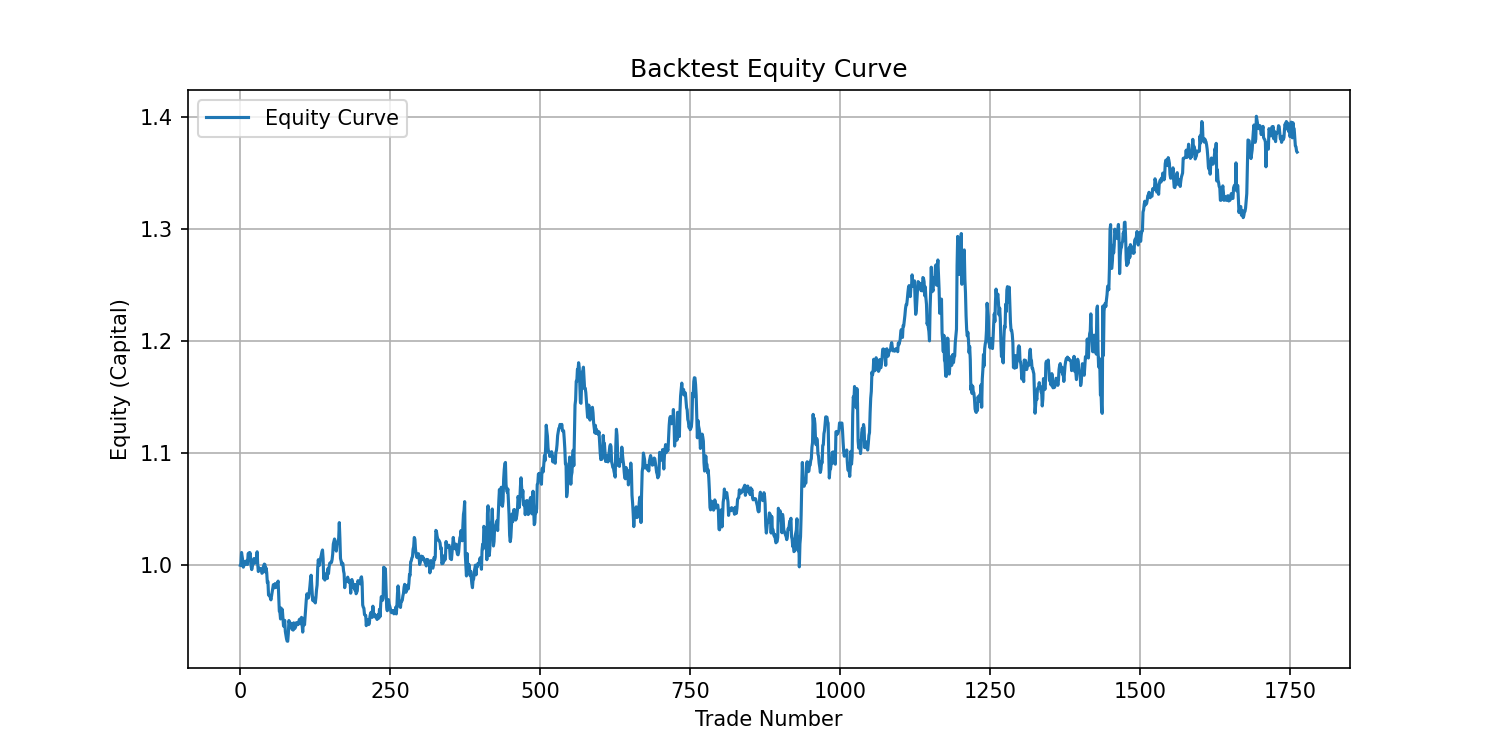 Backtest Equity Curve
Equity Curve
1.4
1.3
1.2
1.1
1.0
Equity (Capital)
0 250 500 750 1000 1250 1500 1750
Trade Number